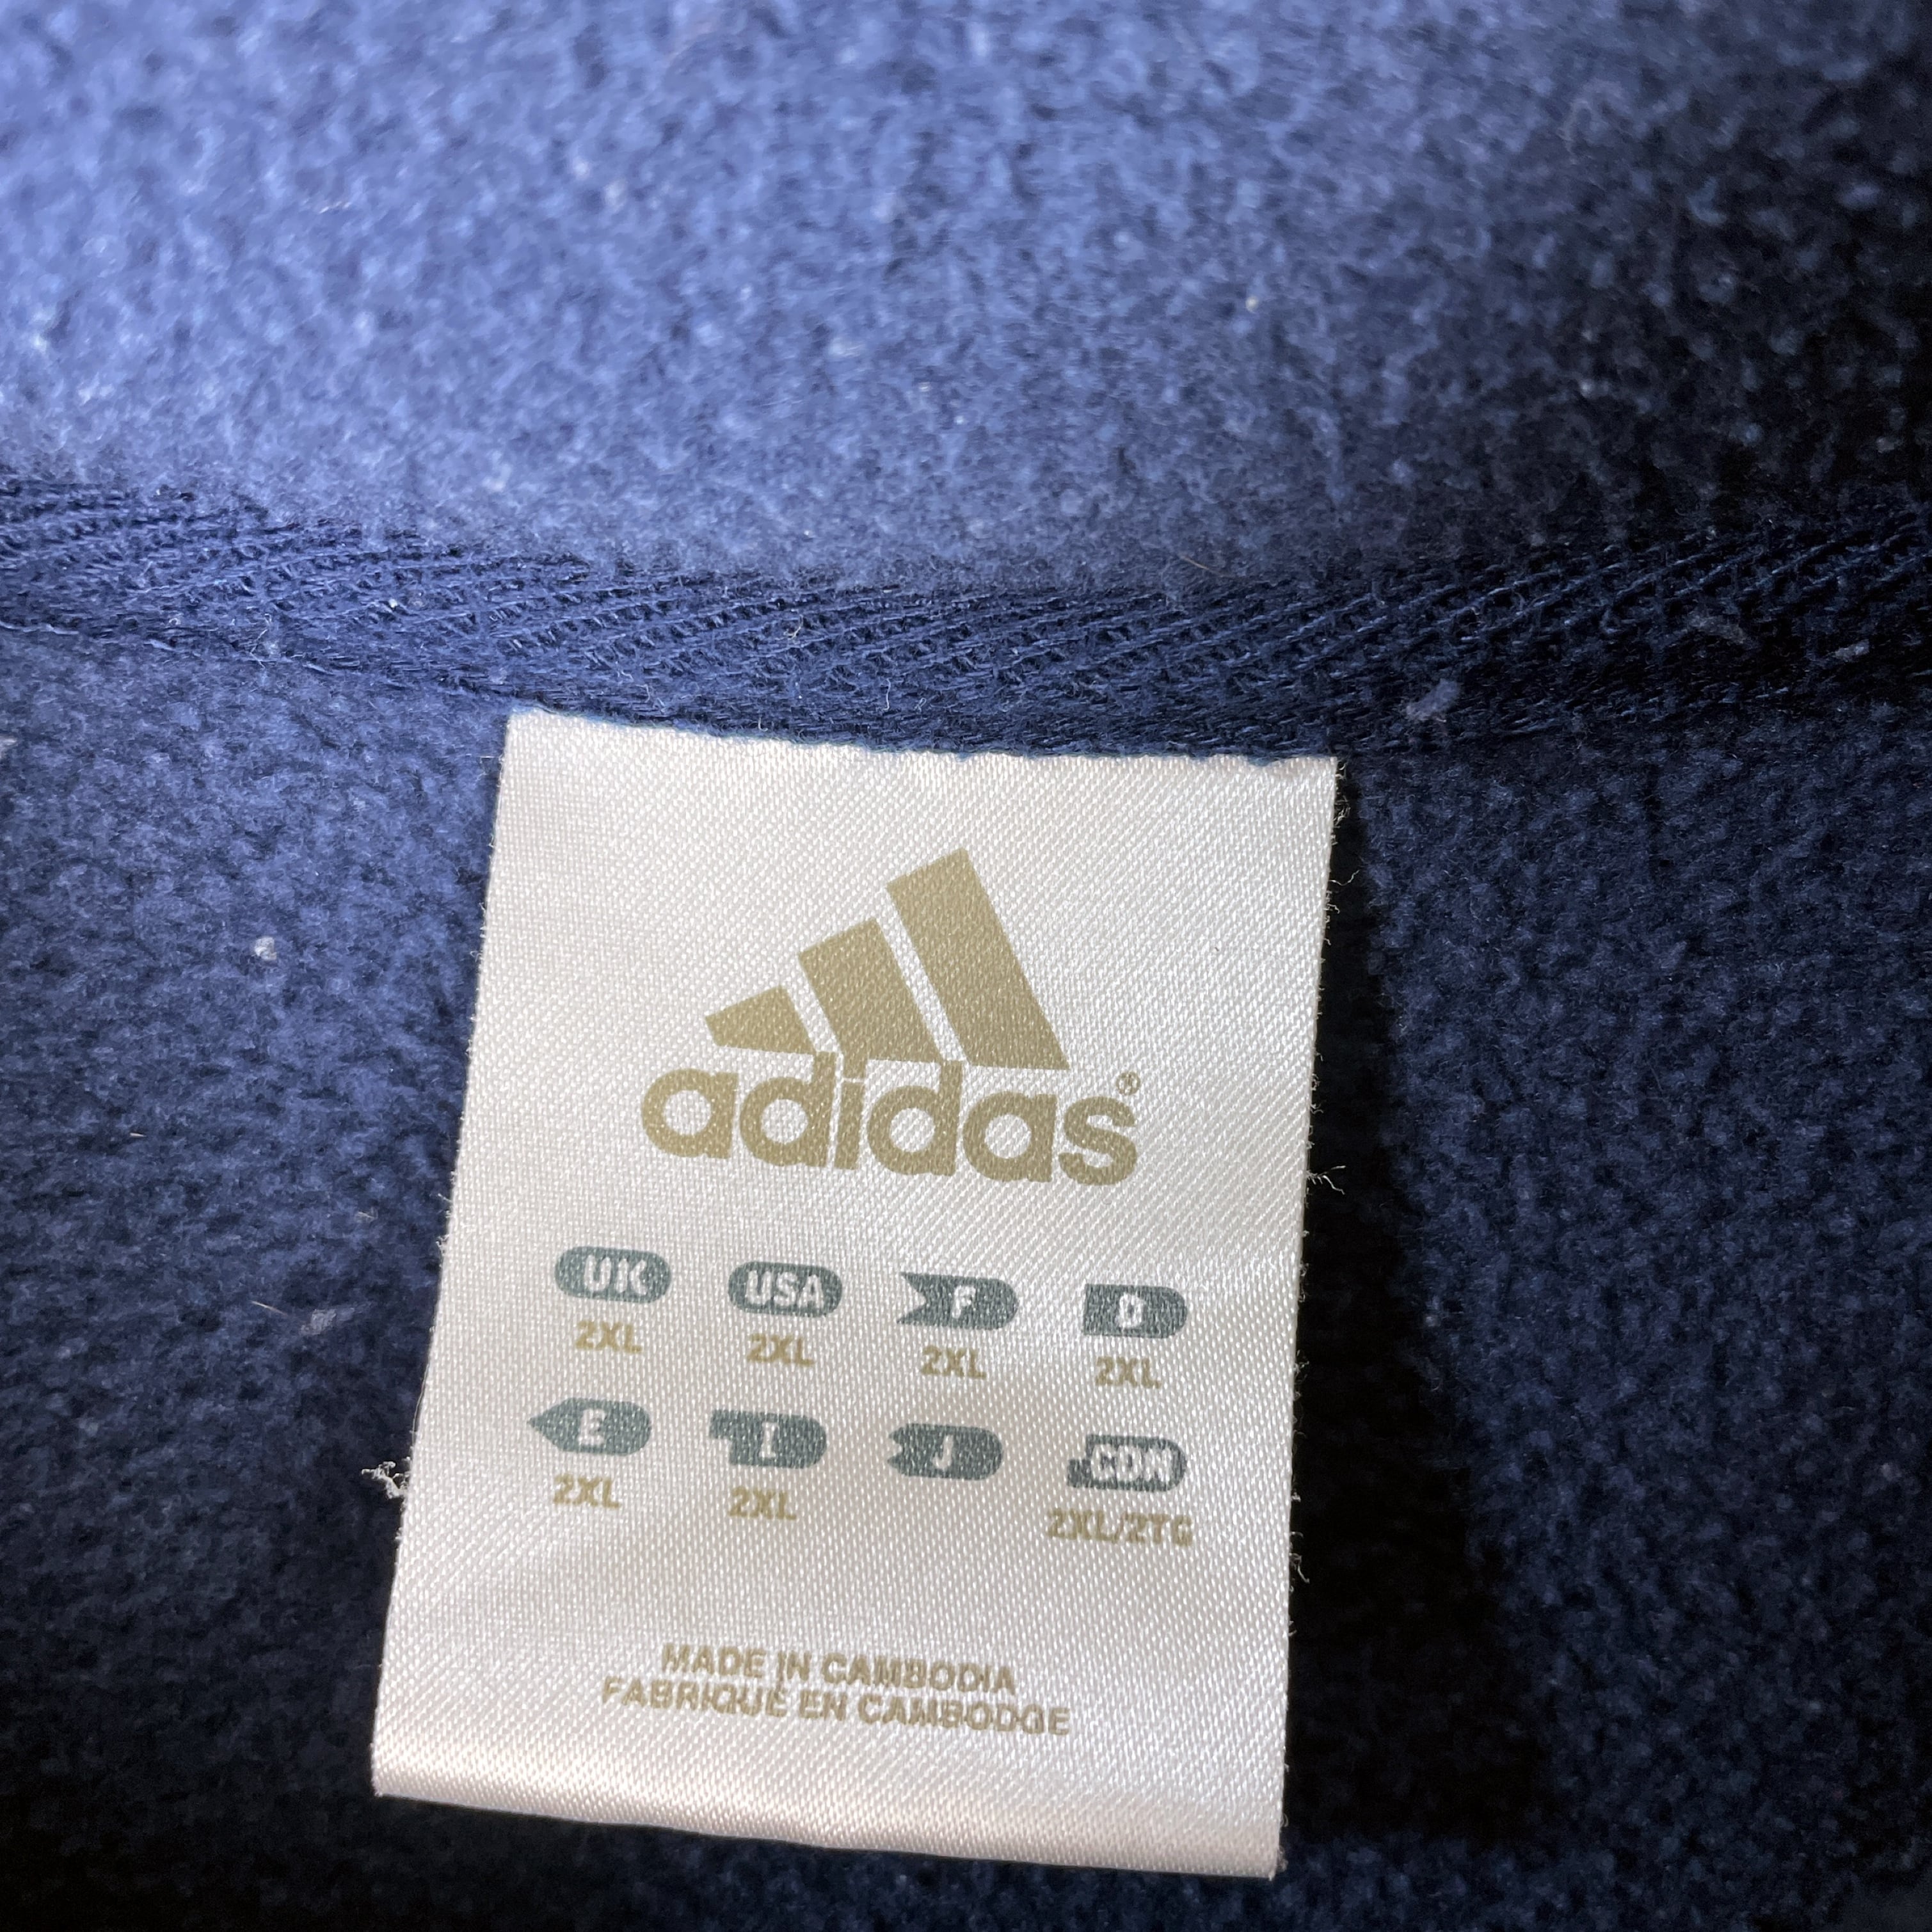 adidas®
UK USA F D
2XL 2XL 2XL 2XL
E I J CDN
2XL 2XL 2XL/2TG
MADE IN CAMBODIA
FABRIQUÉ EN CAMBODGE